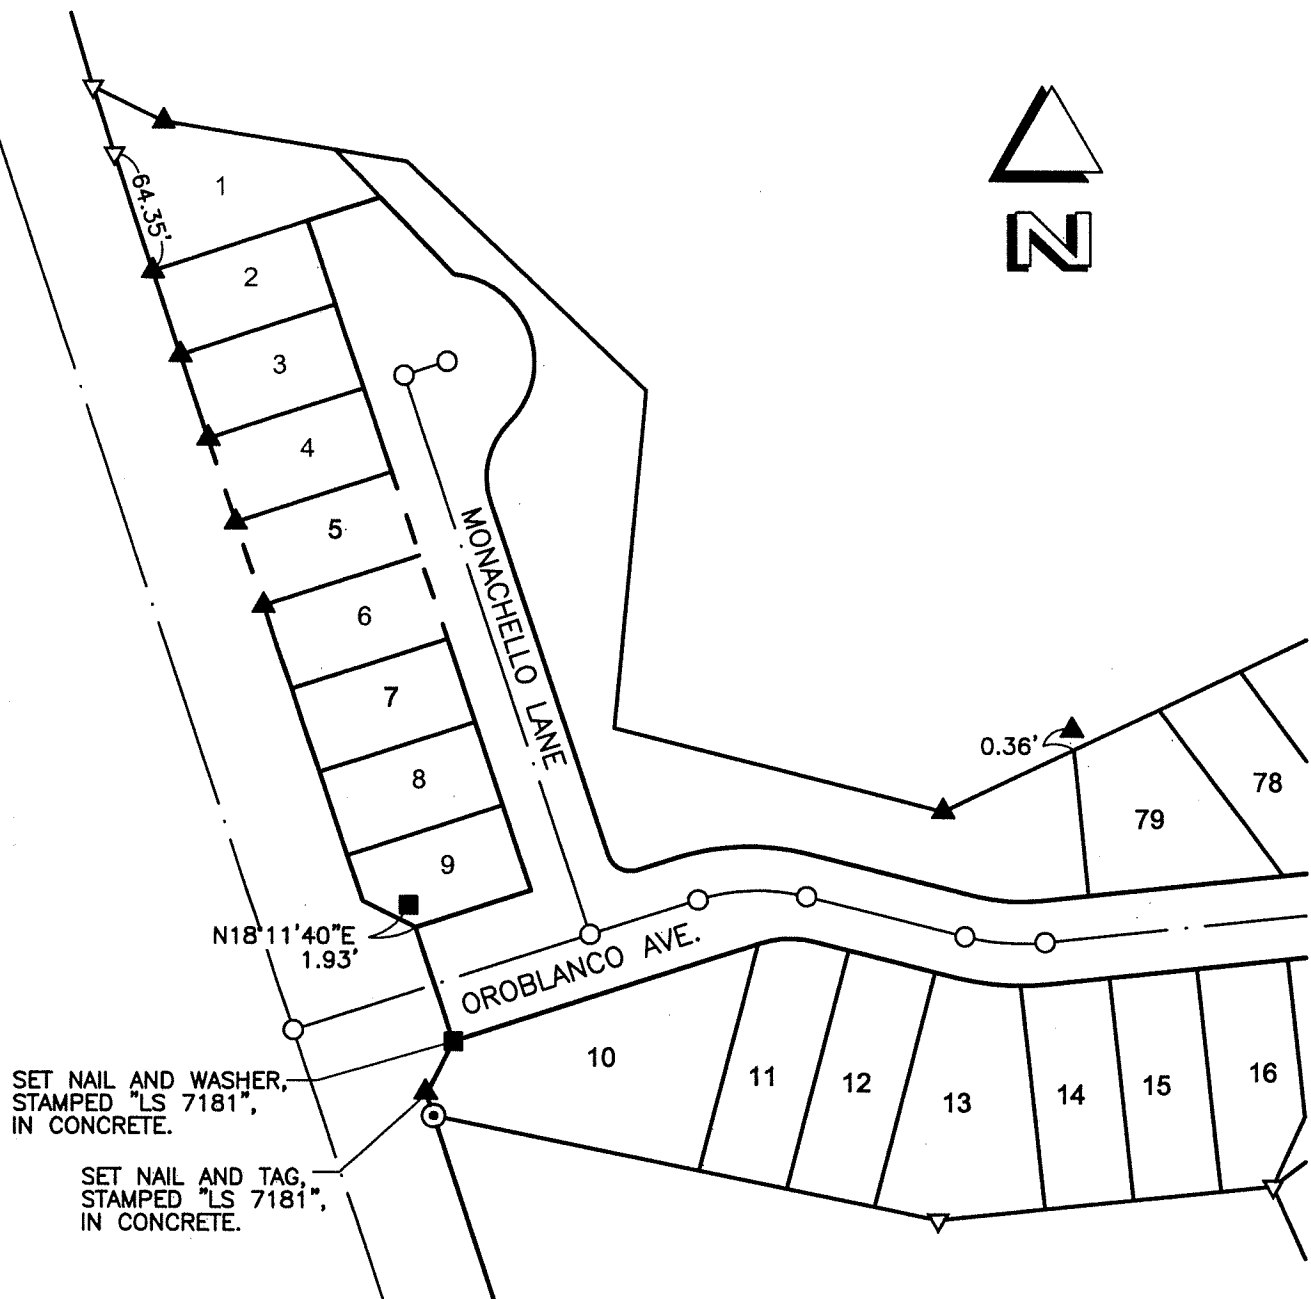 1
64.35'
N
2
3
4
5
MONACHELLO LANE
6
7
0.36'
78
79
8
9
N18°11'40"E
1.93'
OROBLANCO AVE.
10
11
12
13
14
15
16
SET NAIL AND WASHER,
STAMPED "LS 7181",
IN CONCRETE.
SET NAIL AND TAG,
STAMPED "LS 7181",
IN CONCRETE.